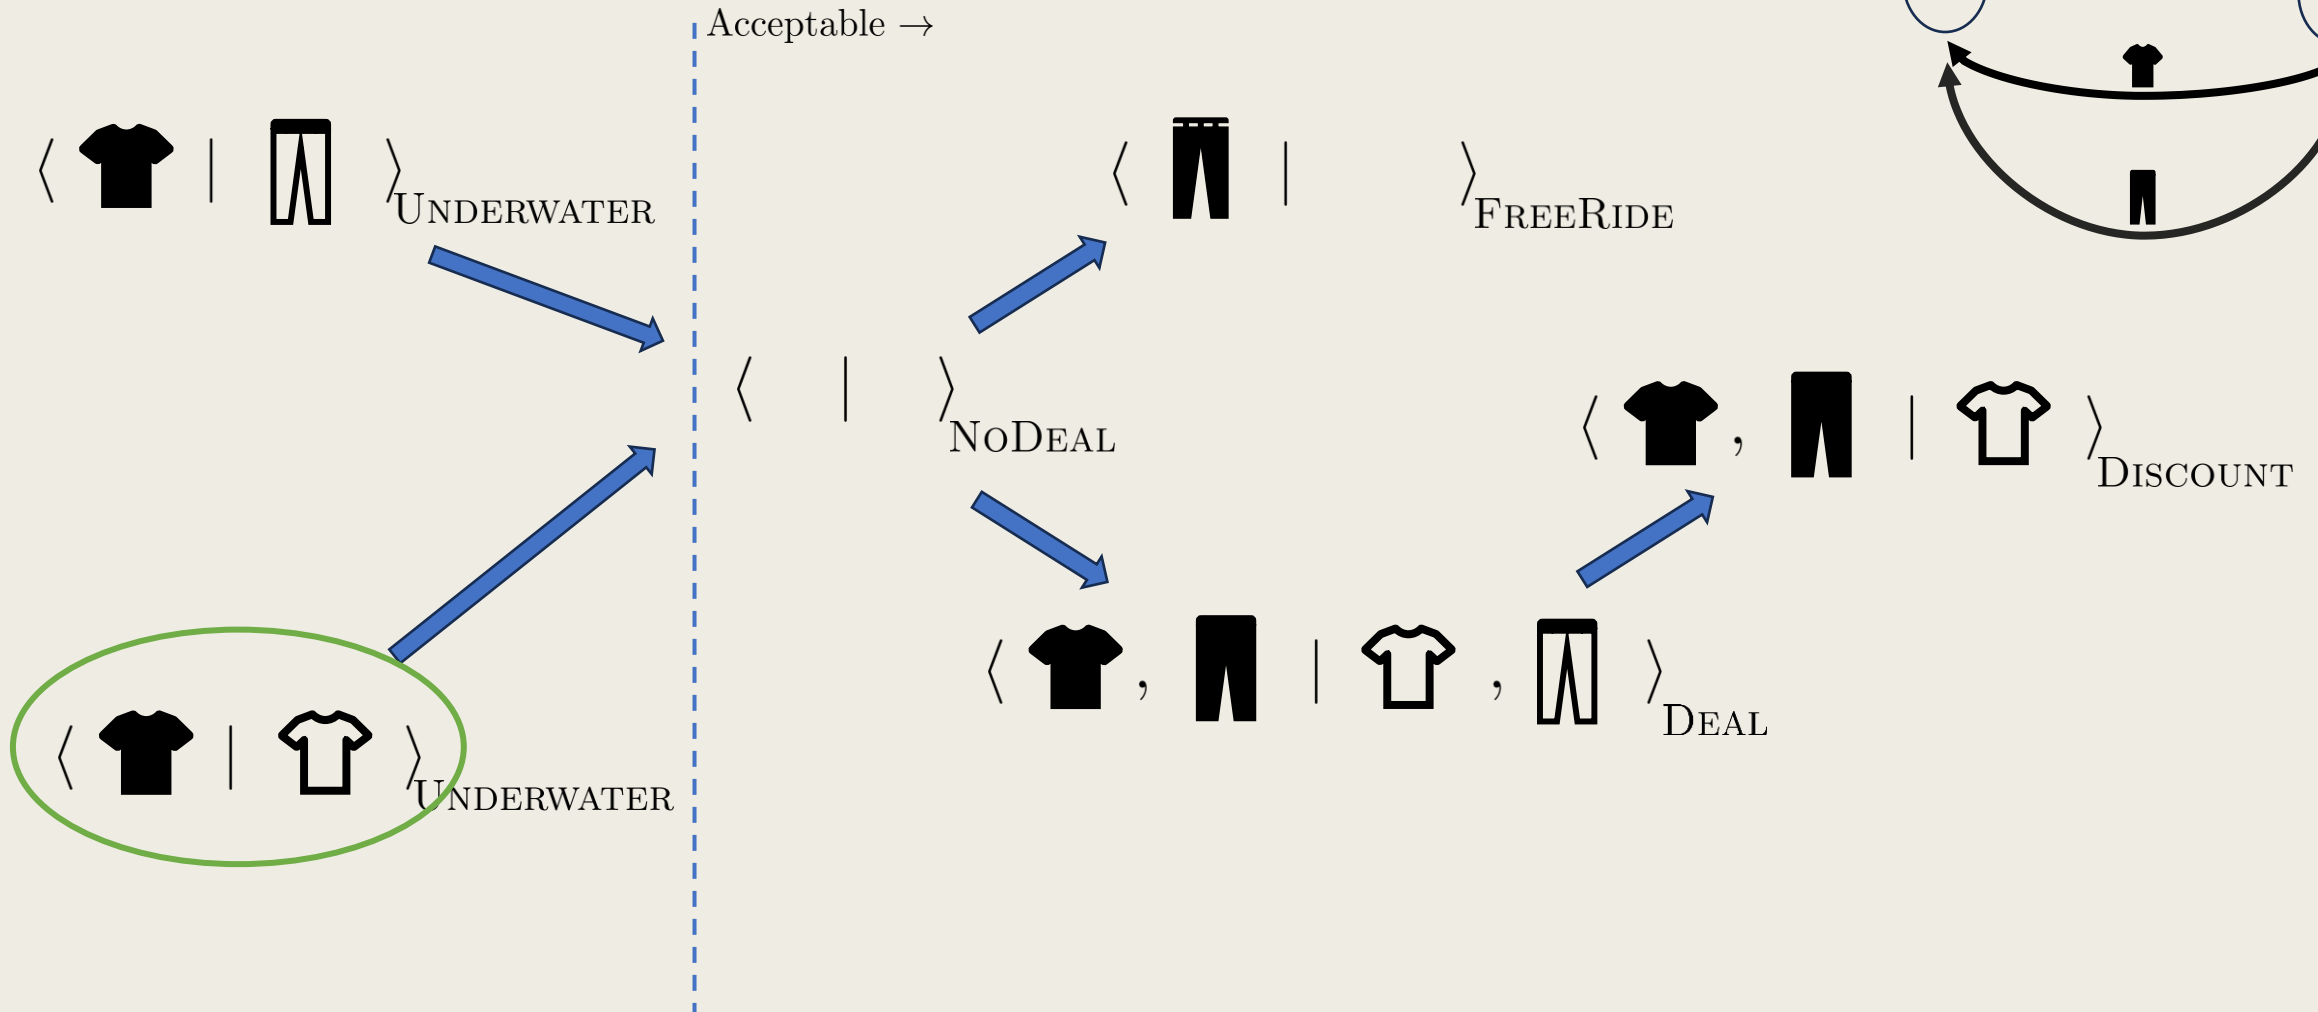 Acceptable →
⟨ | ⟩ UNDERWATER
⟨ | ⟩ FREERIDE
⟨ | ⟩ NODEAL
⟨ , | ⟩ DISCOUNT
⟨ , | , ⟩ DEAL
⟨ | ⟩ UNDERWATER